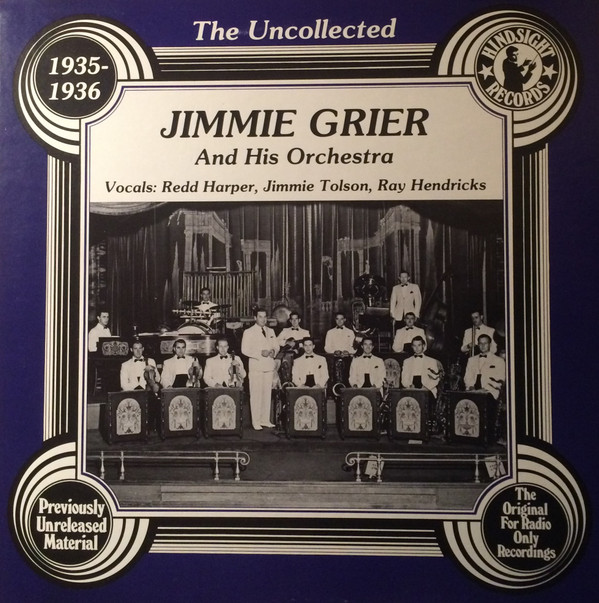 The Uncollected
1935-
1936
HINDSIGHT
RECORDS
JIMMIE GRIER
And His Orchestra
Vocals: Redd Harper, Jimmie Tolson, Ray Hendricks
Previously
Unreleased
Material
The
Original
For Radio
Only
Recordings